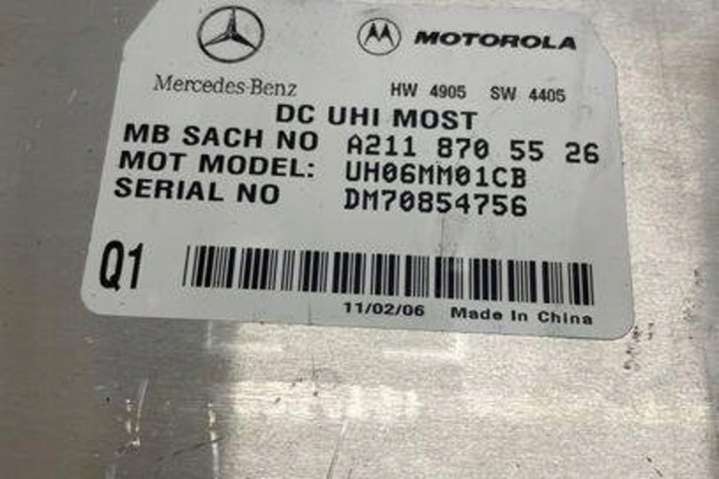 MOTOROLA
Mercedes-Benz
HW 4905 SW 4405
DC UHI MOST
MB SACH NO A211 870 55 26
MOT MODEL: UH06MM01CB
SERIAL NO DM70854756
Q1
11/02/06 Made In China